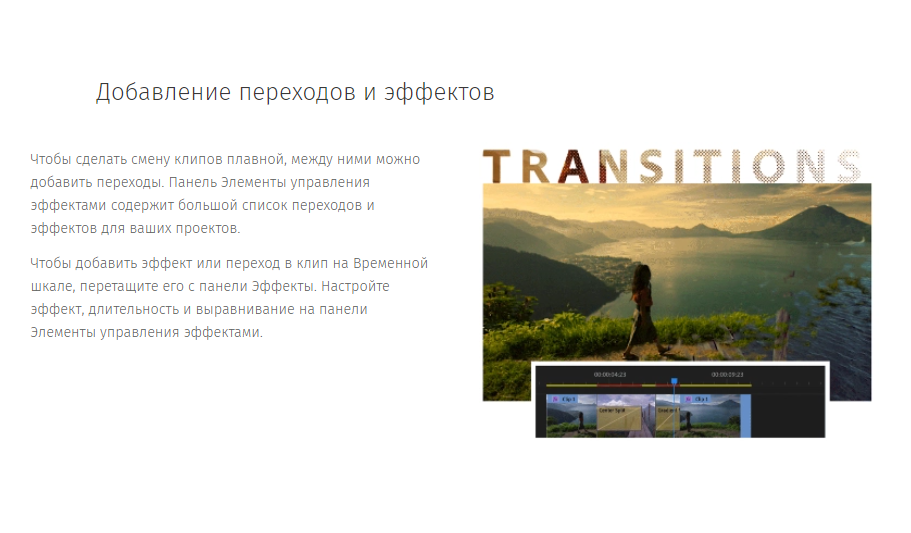 Добавление переходов и эффектов
Чтобы сделать смену клипов плавной, между ними можно
добавить переходы. Панель Элементы управления
эффектами содержит большой список переходов и
эффектов для ваших проектов.
Чтобы добавить эффект или переход в клип на Временной
шкале, перетащите его с панели Эффекты. Настройте
эффект, длительность и выравнивание на панели
Элементы управления эффектами.
TRANSITIONS
00:00:04;23 00:00:09;23
Clip 1 Clip 1
Center Split